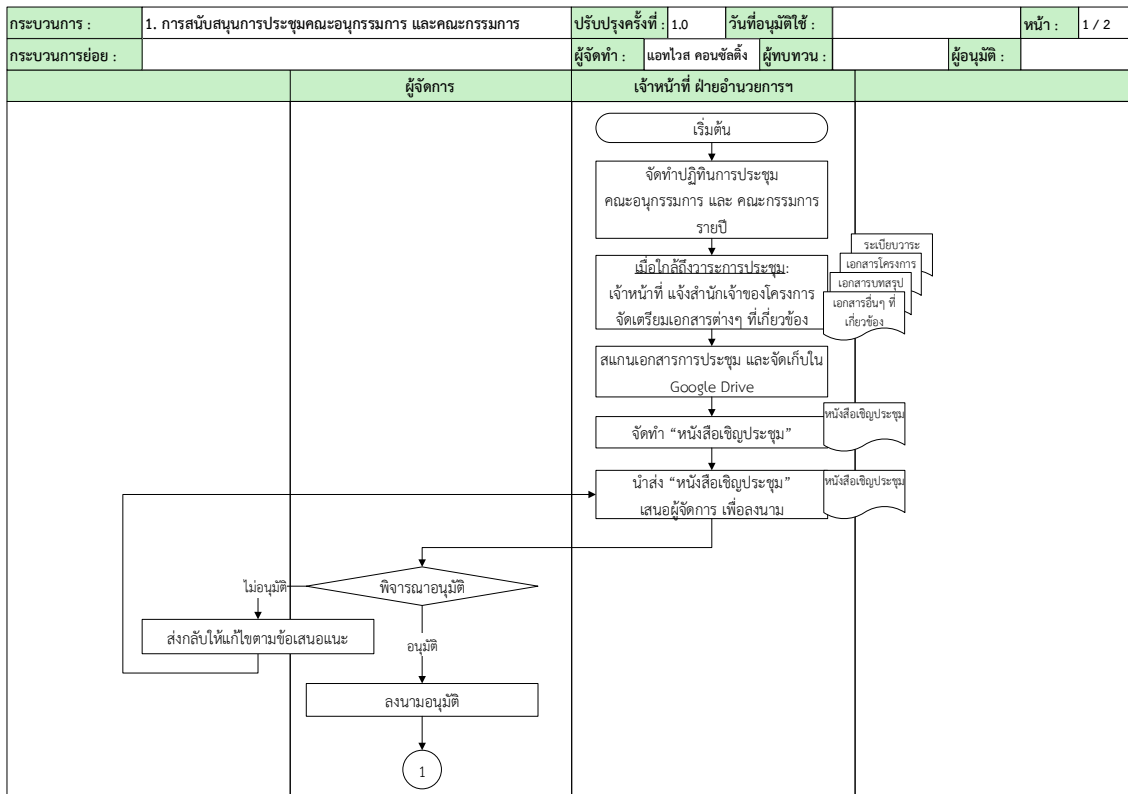 กระบวนการ : 1. การสนับสนุนการประชุมคณะอนุกรรมการ และคณะกรรมการ ปรับปรุงครั้งที่ : 1.0 วันที่อนุมัติใช้ : หน้า : 1 / 2
กระบวนการย่อย : ผู้จัดทำ : แอทไวส คอนซัลติ้ง ผู้ทบทวน : ผู้อนุมัติ :
ผู้จัดการ เจ้าหน้าที่ ฝ่ายอำนวยการฯ
เริ่มต้น
จัดทำปฏิทินการประชุม
คณะอนุกรรมการ และ คณะกรรมการ
รายปี
เมื่อใกล้ถึงวาระการประชุม:
เจ้าหน้าที่ แจ้งสำนักเจ้าของโครงการ
จัดเตรียมเอกสารต่างๆ ที่เกี่ยวข้อง
ระเบียบวาระ
เอกสารโครงการ
เอกสารบทสรุป
เอกสารอื่นๆ ที่
เกี่ยวข้อง
สแกนเอกสารการประชุม และจัดเก็บใน
Google Drive
จัดทำ “หนังสือเชิญประชุม”
หนังสือเชิญประชุม
นำส่ง “หนังสือเชิญประชุม”
เสนอผู้จัดการ เพื่อลงนาม
หนังสือเชิญประชุม
พิจารณาอนุมัติ
ไม่อนุมัติ
ส่งกลับให้แก้ไขตามข้อเสนอแนะ
อนุมัติ
ลงนามอนุมัติ
1